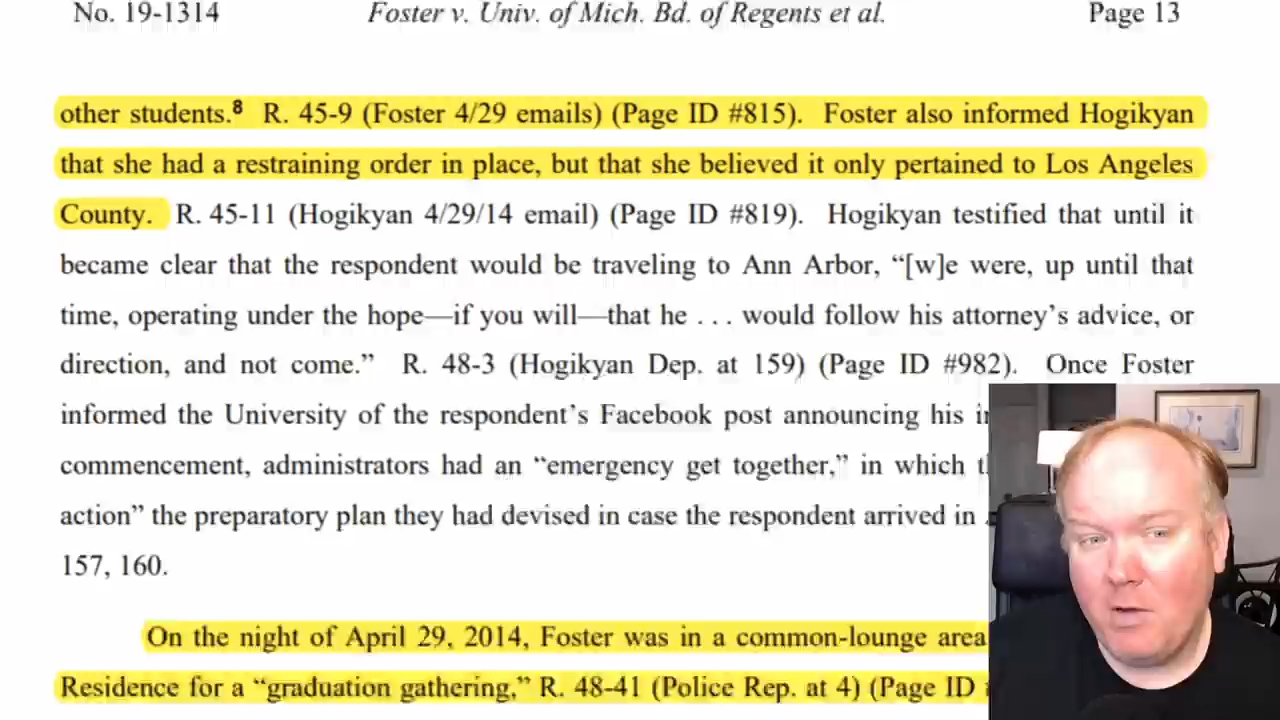 No. 19-1314 Foster v. Univ. of Mich. Bd. of Regents et al. Page 13
other students.8 R. 45-9 (Foster 4/29 emails) (Page ID #815). Foster also informed Hogikyan
that she had a restraining order in place, but that she believed it only pertained to Los Angeles
County. R. 45-11 (Hogikyan 4/29/14 email) (Page ID #819). Hogikyan testified that until it
became clear that the respondent would be traveling to Ann Arbor, “[w]e were, up until that
time, operating under the hope—if you will—that he . . . would follow his attorney’s advice, or
direction, and not come.” R. 48-3 (Hogikyan Dep. at 159) (Page ID #982). Once Foster
informed the University of the respondent’s Facebook post announcing his
commencement, administrators had an “emergency get together,” in which
action” the preparatory plan they had devised in case the respondent arrived in
157, 160.
On the night of April 29, 2014, Foster was in a common-lounge area
Residence for a “graduation gathering,” R. 48-41 (Police Rep. at 4) (Page ID